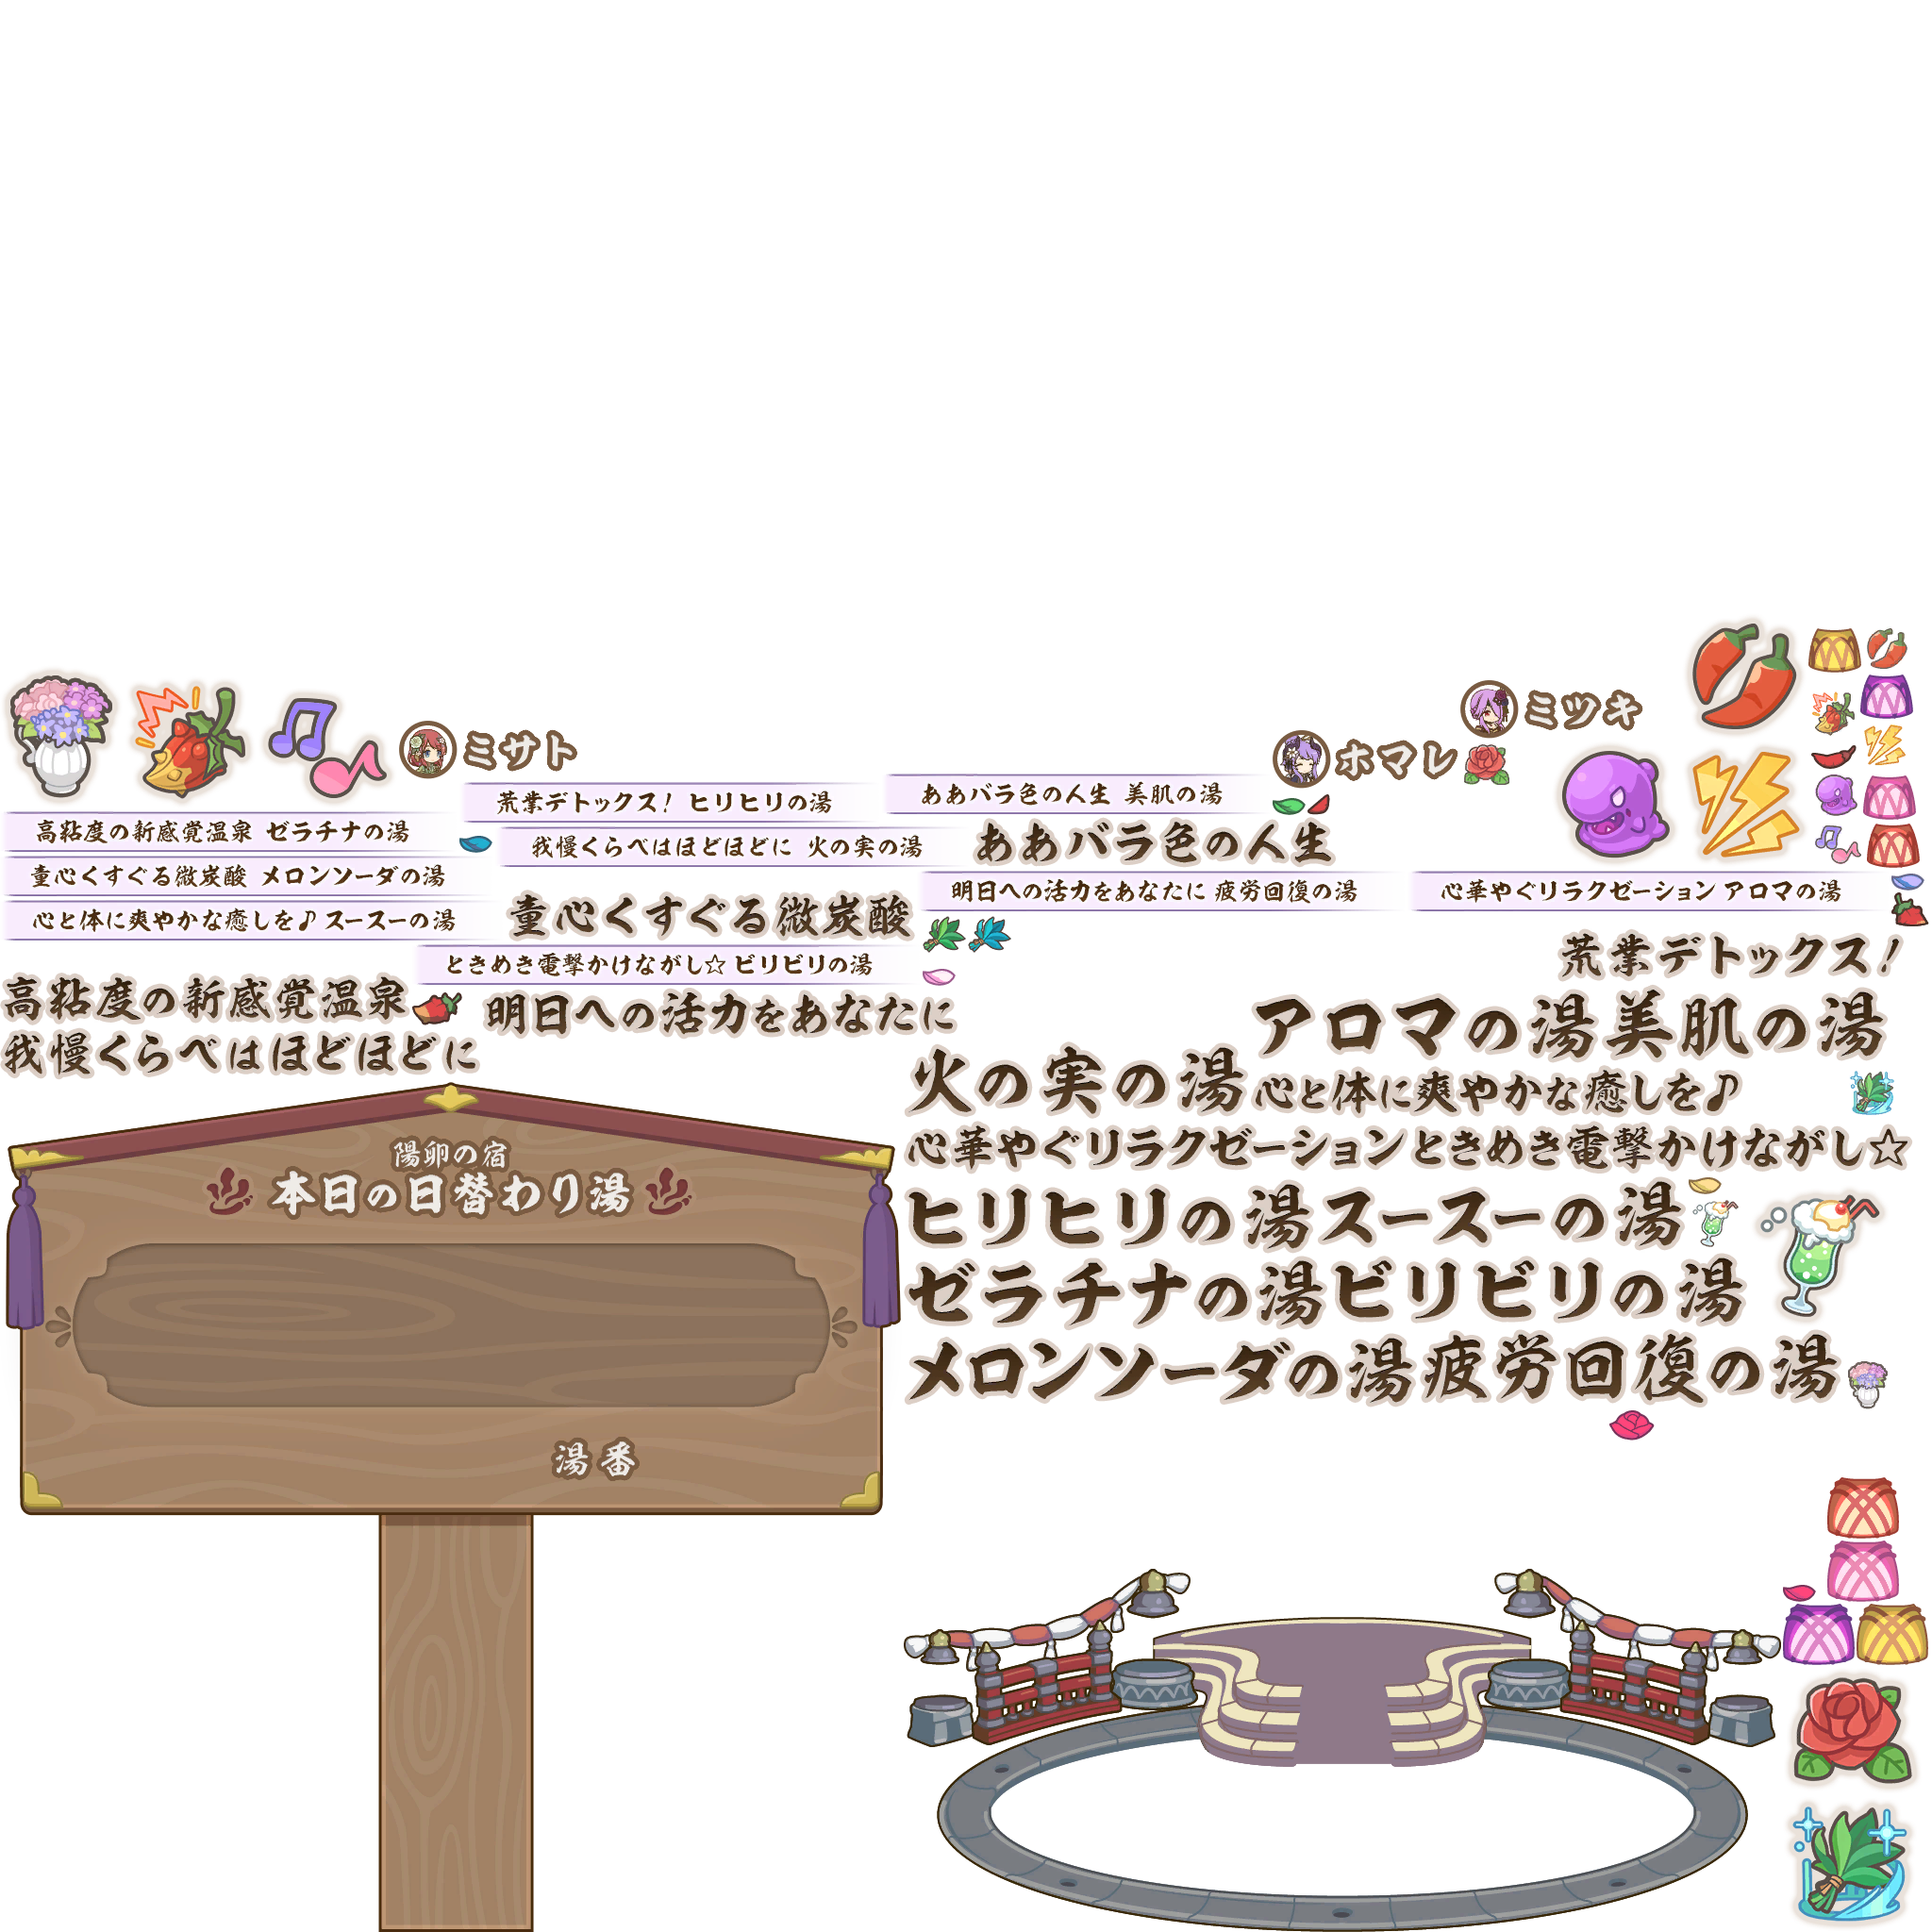 ミツキ
ミサト
ホマレ
荒業デトックス！ ヒリヒリの湯
ああバラ色の人生 美肌の湯
高粘度の新感覚温泉 ゼラチナの湯
我慢くらべはほどほどに 火の実の湯
ああバラ色の人生
童心くすぐる微炭酸 メロンソーダの湯
明日への活力をあなたに 疲労回復の湯
心華やぐリラクゼーション アロマの湯
心と体に爽やかな癒しを♪ スースーの湯
童心くすぐる微炭酸
荒業デトックス！
ときめき電撃かけながし☆ ビリビリの湯
高粘度の新感覚温泉
明日への活力をあなたに
アロマの湯
美肌の湯
我慢くらべはほどほどに
火の実の湯
心と体に爽やかな癒しを♪
心華やぐリラクゼーション
ときめき電撃かけながし☆
陽卵の宿
本日の日替わり湯
ヒリヒリの湯
スースーの湯
ゼラチナの湯
ビリビリの湯
メロンソーダの湯
疲労回復の湯
湯番